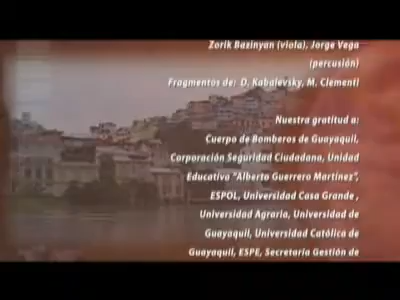 Zorik Bazinyan (viola), Jorge Vega
(percusión)
Fragmentos de: D. Kabalevsky, M. Clementi
Nuestra gratitud a:
Cuerpo de Bomberos de Guayaquil,
Corporación Seguridad Ciudadana, Unidad
Educativa "Alberto Guerrero Martínez",
ESPOL, Universidad Casa Grande ,
Universidad Agraria, Universidad de
Guayaquil, Universidad Católica de
Guayaquil, ESPE, Secretaría Gestión de